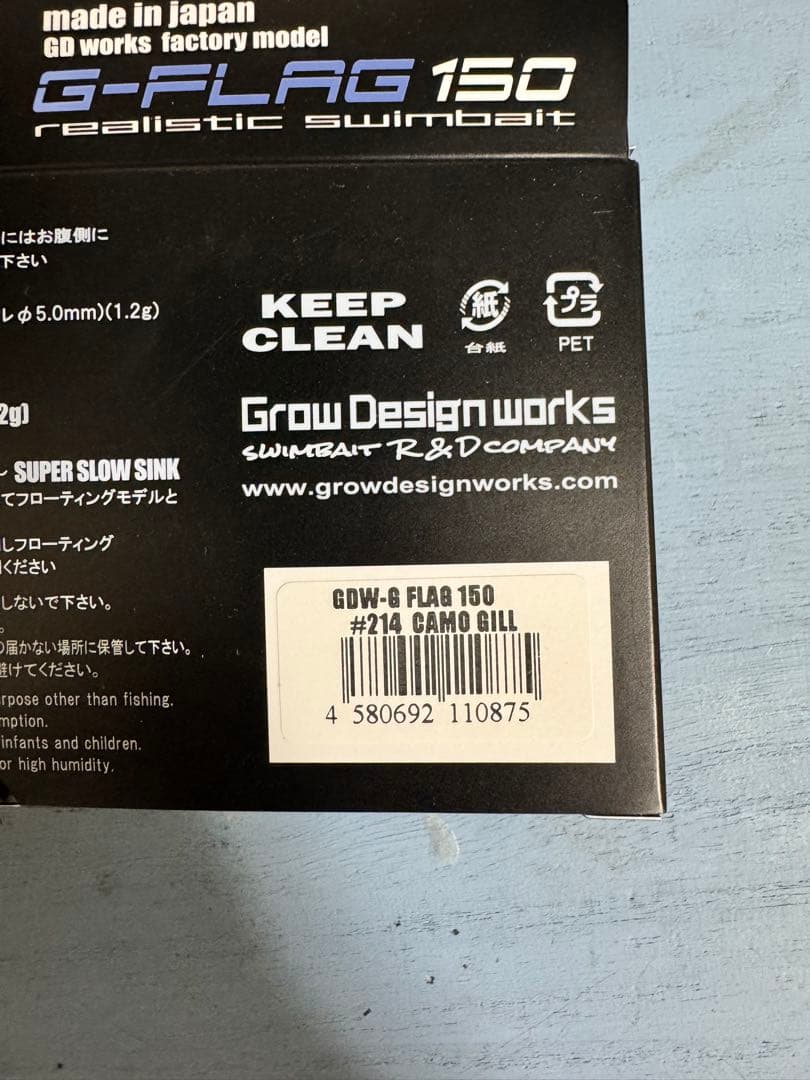 made in japan
GD works factory model
G-FLAG 150
realistic swimbait
にはお腹側に
下さい
レφ5.0mm)(1.2g)
KEEP
CLEAN
紙
台紙
プラ
PET
2g)
Grow Design works
SWIMBAIT R&D COMPANY
www.growdesignworks.com
～ SUPER SLOW SINK
てフローティングモデルと
しフローティング
ください
しないで下さい。
の届かない場所に保管して下さい。
避けてください。
rpose other than fishing.
mption.
infants and children.
or high humidity.
GDW-G FLAG 150
#214 CAMO GILL
4 580692 110875